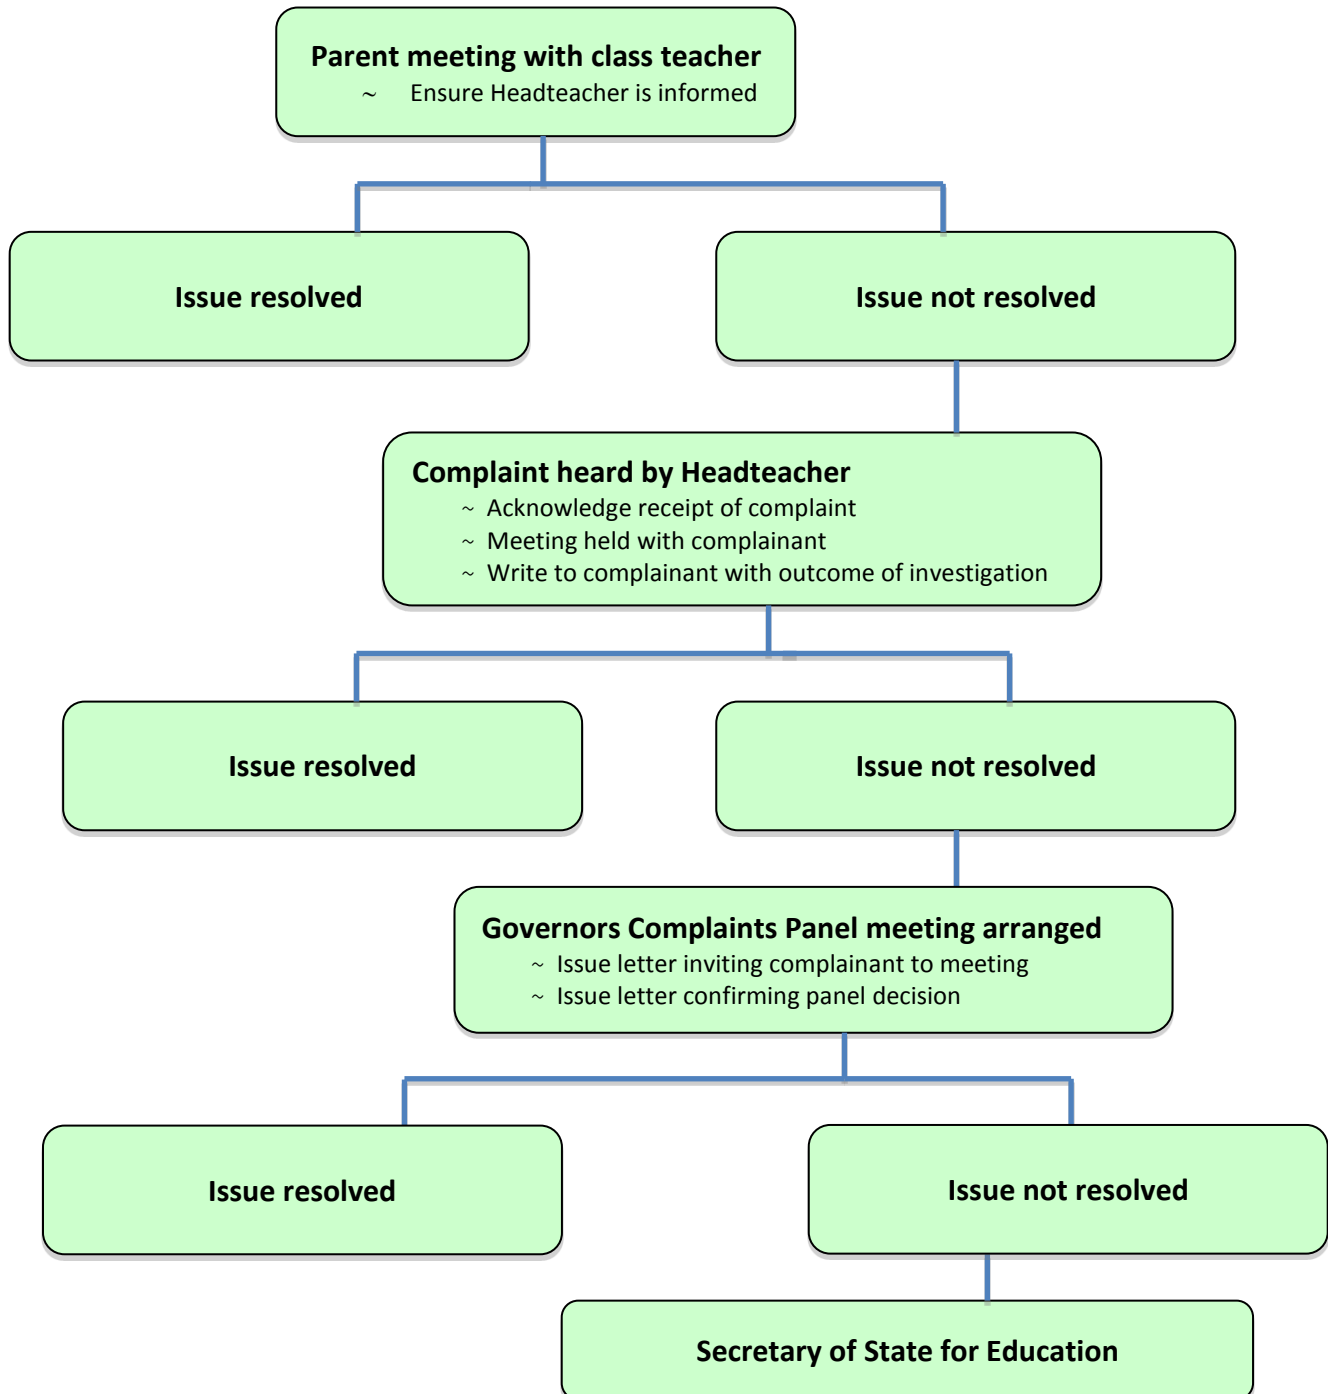 Parent meeting with class teacher
~ Ensure Headteacher is informed
Issue resolved
Issue not resolved
Complaint heard by Headteacher
~ Acknowledge receipt of complaint
~ Meeting held with complainant
~ Write to complainant with outcome of investigation
Issue resolved
Issue not resolved
Governors Complaints Panel meeting arranged
~ Issue letter inviting complainant to meeting
~ Issue letter confirming panel decision
Issue resolved
Issue not resolved
Secretary of State for Education